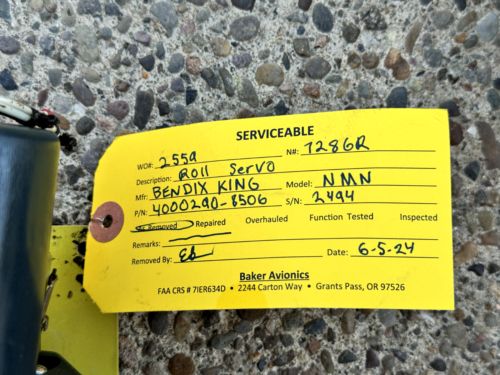 SERVICEABLE
WO#: 2559 N#: 7286R
Description: Roll Servo
Mfr: BENDIX KING Model: NMN
P/N: 4000290-8506 S/N: 2494
As Removed Repaired Overhauled Function Tested Inspected
Remarks:
Removed By: Date: 6-5-24
Baker Avionics
FAA CRS # 7IER634D • 2244 Carton Way • Grants Pass, OR 97526